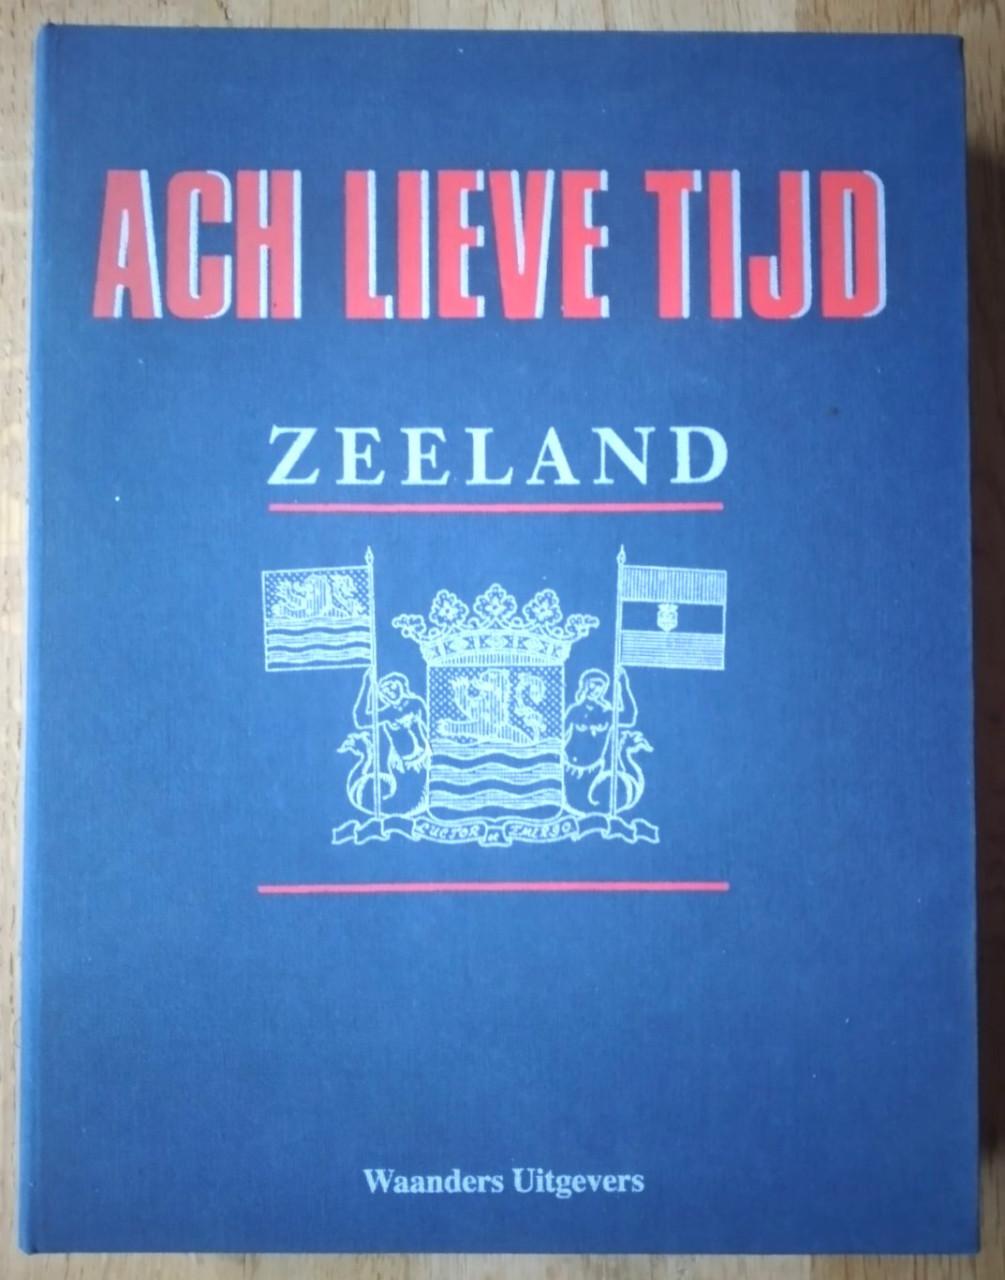 ACH LIEVE TIJD
ZEELAND
LUCTOR et EMERGO
Waanders Uitgevers